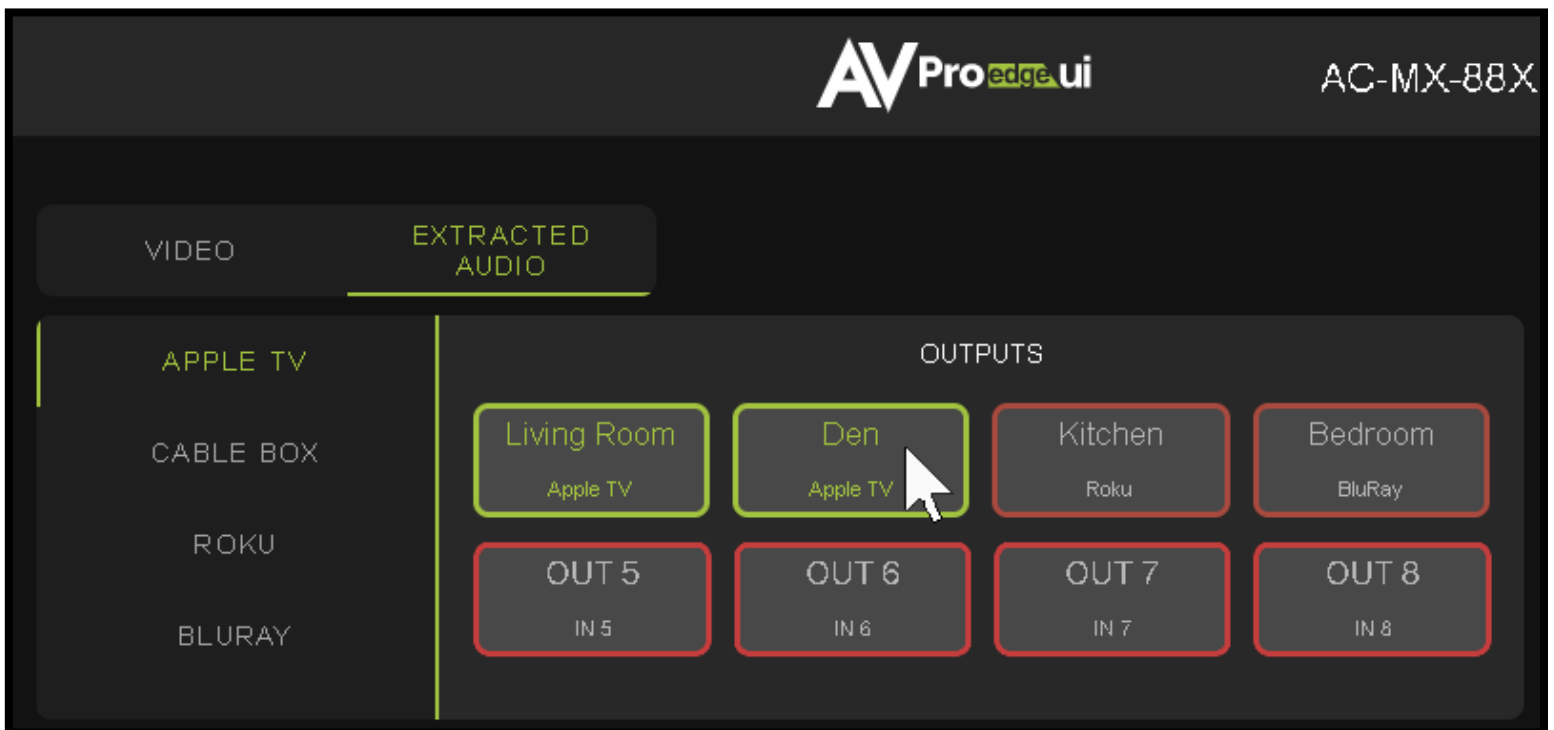 AVPro edge ui
AC-MX-88X
VIDEO
EXTRACTED
AUDIO
APPLE TV
CABLE BOX
ROKU
BLURAY
OUTPUTS
Living Room
Apple TV
Den
Apple TV
Kitchen
Roku
Bedroom
BluRay
OUT 5
IN 5
OUT 6
IN 6
OUT 7
IN 7
OUT 8
IN 8